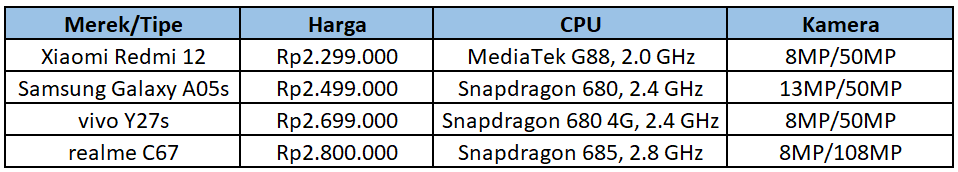 Merek/Tipe Harga CPU Kamera
Xiaomi Redmi 12 Rp2.299.000 MediaTek G88, 2.0 GHz 8MP/50MP
Samsung Galaxy A05s Rp2.499.000 Snapdragon 680, 2.4 GHz 13MP/50MP
vivo Y27s Rp2.699.000 Snapdragon 680 4G, 2.4 GHz 8MP/50MP
realme C67 Rp2.800.000 Snapdragon 685, 2.8 GHz 8MP/108MP